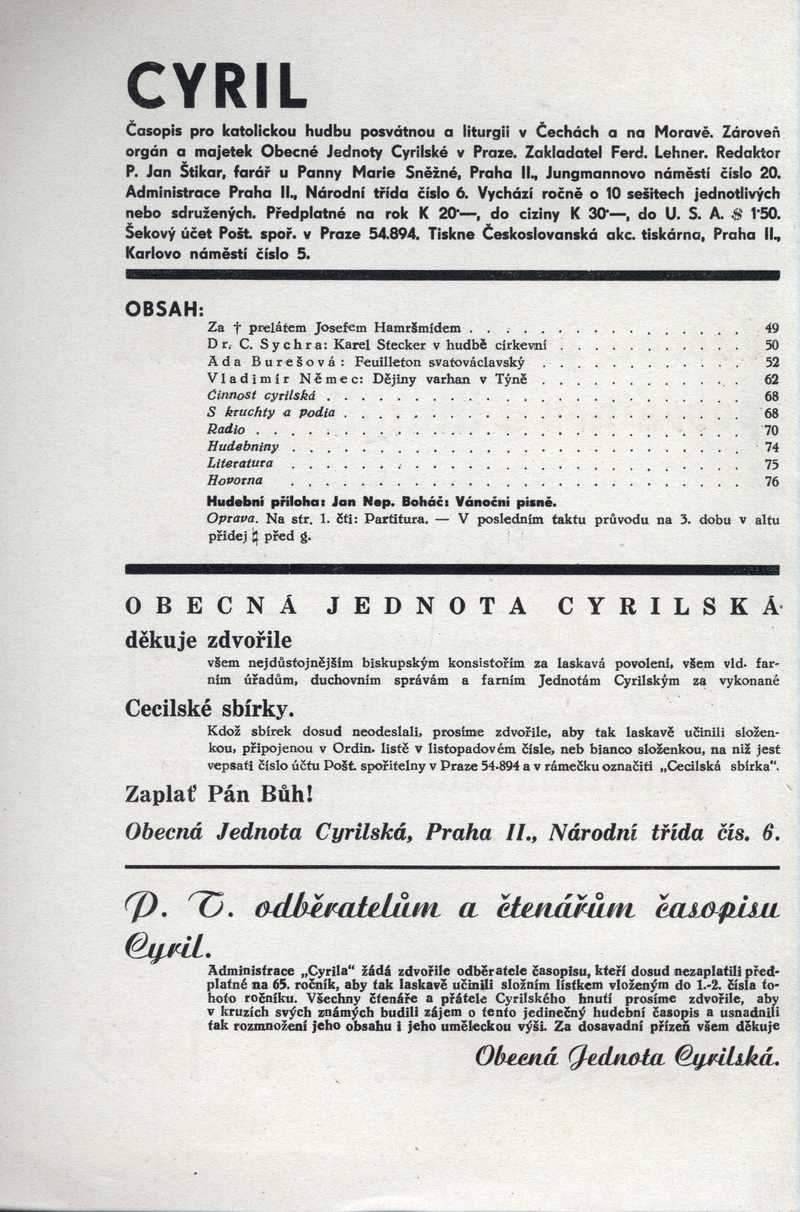 CYRIL
Časopis pro katolickou hudbu posvátnou a liturgii v Čechách a na Moravě. Zároveň
orgán a majetek Obecné Jednoty Cyrilské v Praze. Zakladatel Ferd. Lehner. Redaktor
P. Jan Štikar, farář u Panny Marie Sněžné, Praha II., Jungmannovo náměstí číslo 20.
Administrace Praha II., Národní třída číslo 6. Vychází ročně o 10 sešitech jednotlivých
nebo sdružených. Předplatné na rok K 20·—, do ciziny K 30·—, do U. S. A. $ 1·50.
Šekový účet Pošt. spoř. v Praze 54.894. Tiskne Českoslovanská akc. tiskárna, Praha II.,
Karlovo náměstí číslo 5.
OBSAH:
Za † prelátem Josefem Hamršmídem . . . . . . . . . . . . . . . . 49
Dr. C. Sychra: Karel Stecker v hudbě církevní . . . . . . . . . . . 50
Ada Burešová: Feuilleton svatováclavský . . . . . . . . . . . . 52
Vladimír Němec: Dějiny varhan v Týně . . . . . . . . . . . . 62
Činnost cyrilská . . . . . . . . . . . . . . . . . . . . . . . . 68
S kruchty a podia . . . . . . . . . . . . . . . . . . . . . . . 68
Radio . . . . . . . . . . . . . . . . . . . . . . . . . . . . 70
Hudebniny . . . . . . . . . . . . . . . . . . . . . . . . . . 74
Literatura . . . . . . . . . . . . . . . . . . . . . . . . . . 75
Hovorna . . . . . . . . . . . . . . . . . . . . . . . . . . 76
Hudební příloha: Jan Nep. Boháč: Vánoční písně.
Oprava. Na str. 1. čti: Partitura. — V posledním taktu průvodu na 3. dobu v altu
přidej ♮ před g.
OBECNÁ JEDNOTA CYRILSKÁ
děkuje zdvořile
všem nejdůstojnějším biskupským konsistořím za laskavá povolení, všem vld. far-
ním úřadům, duchovním správám a farním Jednotám Cyrilským za vykonané
Cecilské sbírky.
Kdož sbírek dosud neodeslali, prosíme zdvořile, aby tak laskavě učinili složen-
kou, připojenou v Ordin. listě v listopadovém čísle, neb bianco složenkou, na niž jest
vepsati číslo účtu Pošt. spořitelny v Praze 54.894 a v rámečku označiti „Cecilská sbírka“.
Zaplať Pán Bůh!
Obecná Jednota Cyrilská, Praha II., Národní třída čís. 6.
P. T. odběratelům a čtenářům časopisu
Cyril.
Administrace „Cyrila“ žádá zdvořile odběratele časopisu, kteří dosud nezaplatili před-
platné na 65. ročník, aby tak laskavě učinili složním lístkem vloženým do 1.-2. čísla to-
hoto ročníku. Všechny čtenáře a přátele Cyrilského hnutí prosíme zdvořile, aby
v kruzích svých známých budili zájem o tento jedinečný hudební časopis a usnadnili
tak rozmnožení jeho obsahu i jeho uměleckou výši. Za dosavadní přízeň všem děkuje
Obecná Jednota Cyrilská.